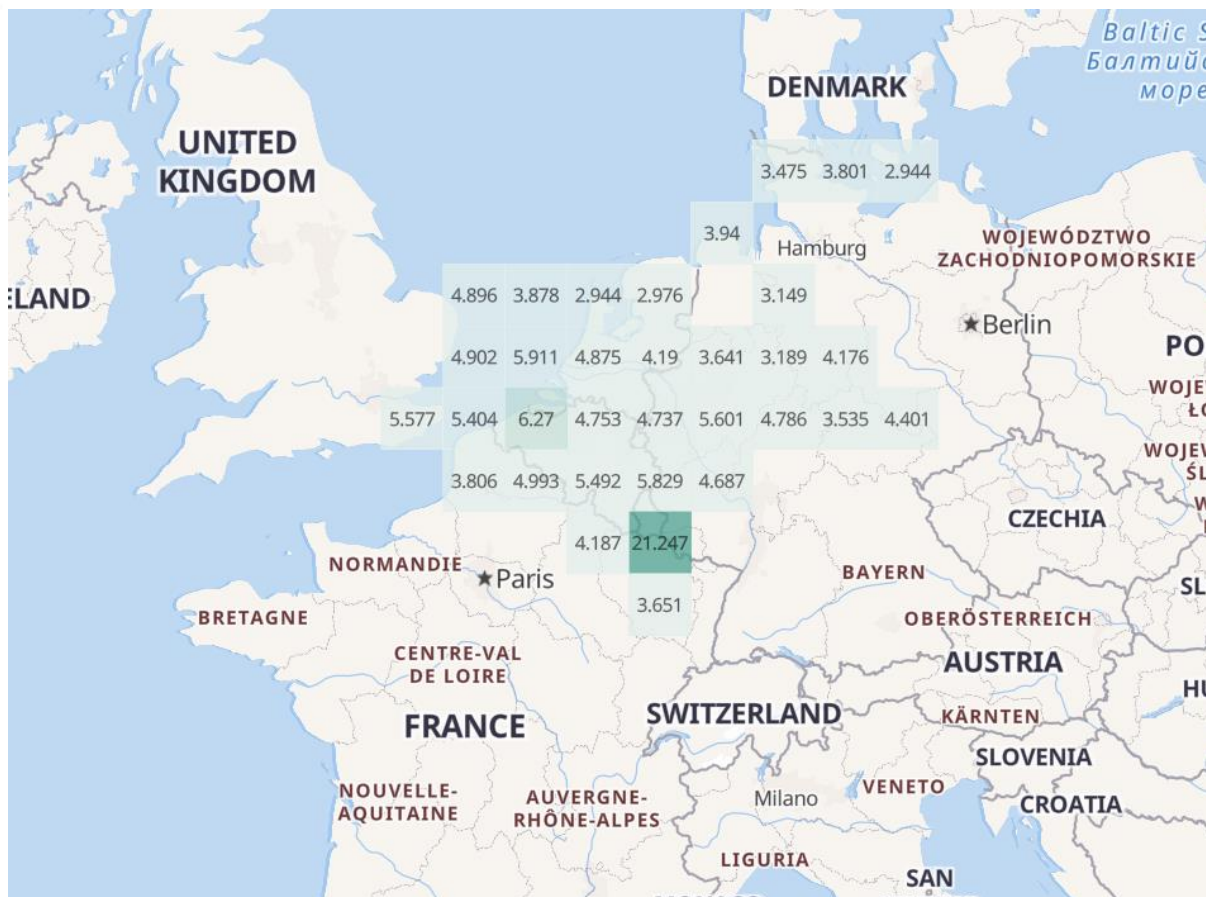 Baltic S
Балтийс
море
DENMARK
UNITED
KINGDOM
3.475 3.801 2.944
3.94
Hamburg
WOJEWÓDZTWO
ZACHODNIOPOMORSKIE
ELAND
4.896 3.878 2.944 2.976 3.149
Berlin
4.902 5.911 4.875 4.19 3.641 3.189 4.176
PO
WOJE
ŁO
5.577 5.404 6.27 4.753 4.737 5.601 4.786 3.535 4.401
WOJEW
ŚL
3.806 4.993 5.492 5.829 4.687
W
CZECHIA
4.187 21.247
NORMANDIE
Paris
BAYERN
SL
3.651
BRETAGNE
OBERÖSTERREICH
CENTRE-VAL
DE LOIRE
AUSTRIA
HU
FRANCE
SWITZERLAND
KÄRNTEN
SLOVENIA
NOUVELLE-
AQUITAINE
AUVERGNE-
RHÔNE-ALPES
Milano
VENETO
CROATIA
LIGURIA
SAN